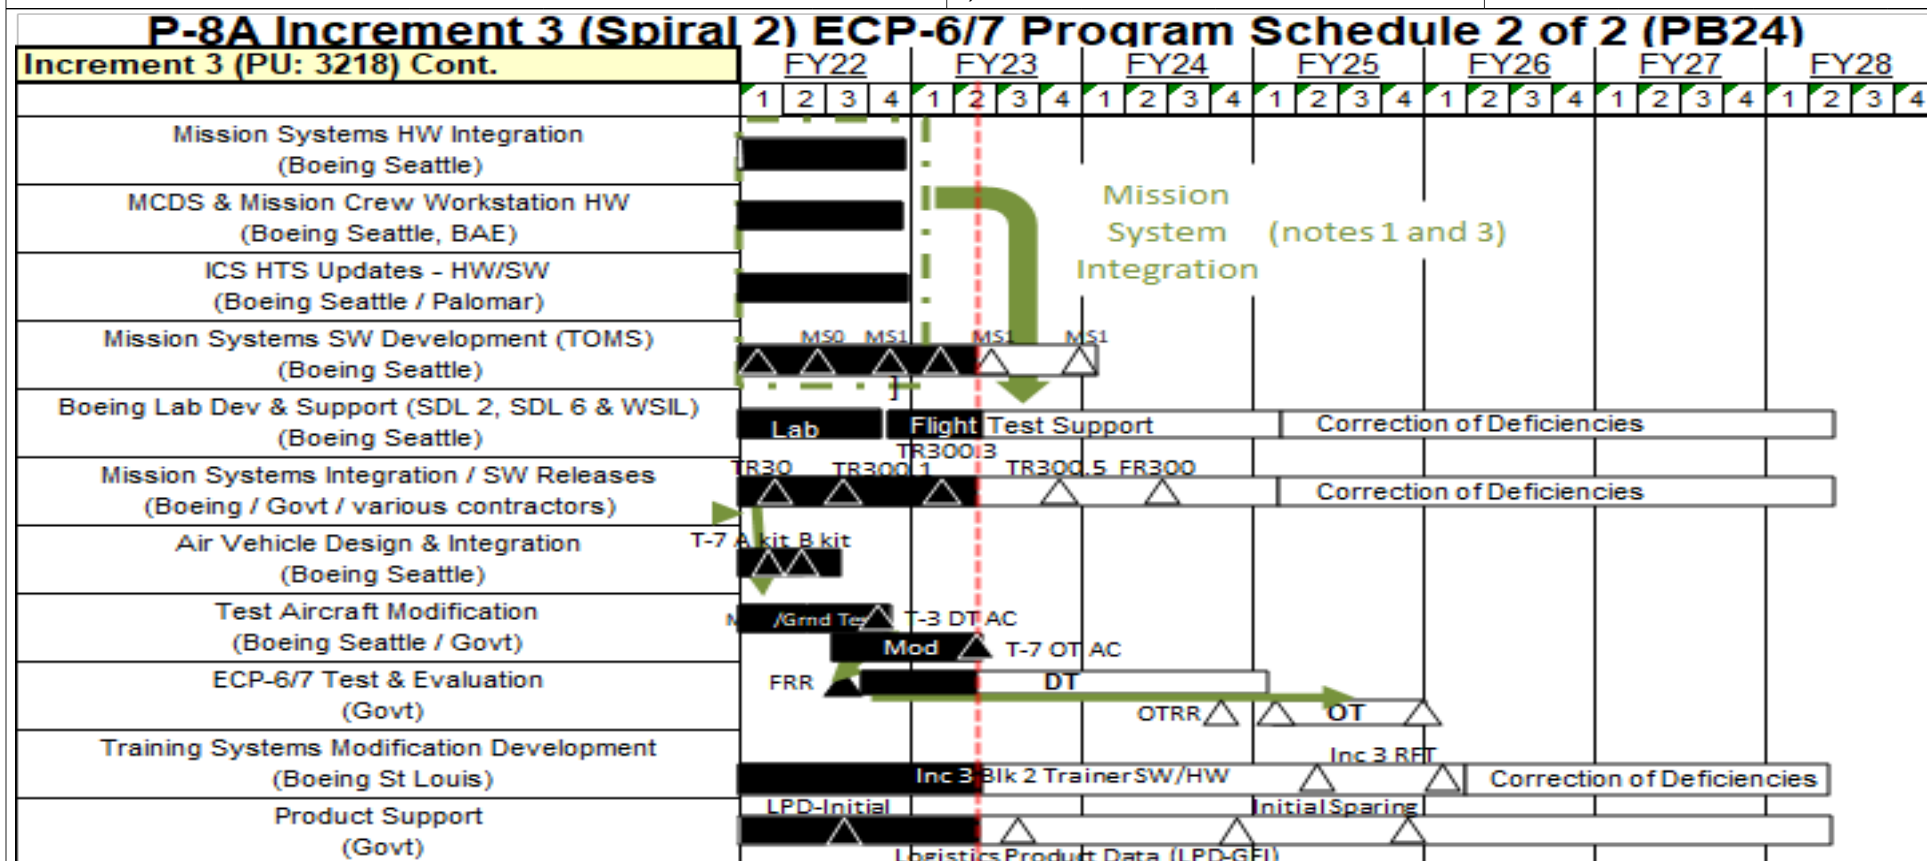 P-8A Increment 3 (Spiral 2) ECP-6/7 Program Schedule 2 of 2 (PB24)
Increment 3 (PU: 3218) Cont.
FY22 FY23 FY24 FY25 FY26 FY27 FY28
1 2 3 4 1 2 3 4 1 2 3 4 1 2 3 4 1 2 3 4 1 2 3 4 1 2 3 4
Mission Systems HW Integration
(Boeing Seattle)
MCDS & Mission Crew Workstation HW
(Boeing Seattle, BAE)
Mission
System (notes 1 and 3)
Integration
ICS HTS Updates - HW/SW
(Boeing Seattle / Palomar)
Mission Systems SW Development (TOMS)
(Boeing Seattle)
MS0 MS1 MS1 MS1
]
Boeing Lab Dev & Support (SDL 2, SDL 6 & WSIL)
(Boeing Seattle)
Lab Flight Test Support Correction of Deficiencies
Mission Systems Integration / SW Releases
(Boeing / Govt / various contractors)
TR300.3
TR30 TR300.1 TR300.5 FR300
Correction of Deficiencies
Air Vehicle Design & Integration
(Boeing Seattle)
T-7 A kit B kit
Test Aircraft Modification
(Boeing Seattle / Govt)
/Grnd Tes T-3 DT AC
Mod T-7 OT AC
ECP-6/7 Test & Evaluation
(Govt)
FRR DT
OTRR OT
Training Systems Modification Development
(Boeing St Louis)
Inc 3 RFT
Inc 3 Blk 2 Trainer SW/HW Correction of Deficiencies
Product Support
(Govt)
LPD-Initial Initial Sparing
Logistics Product Data (LPD-GFI)